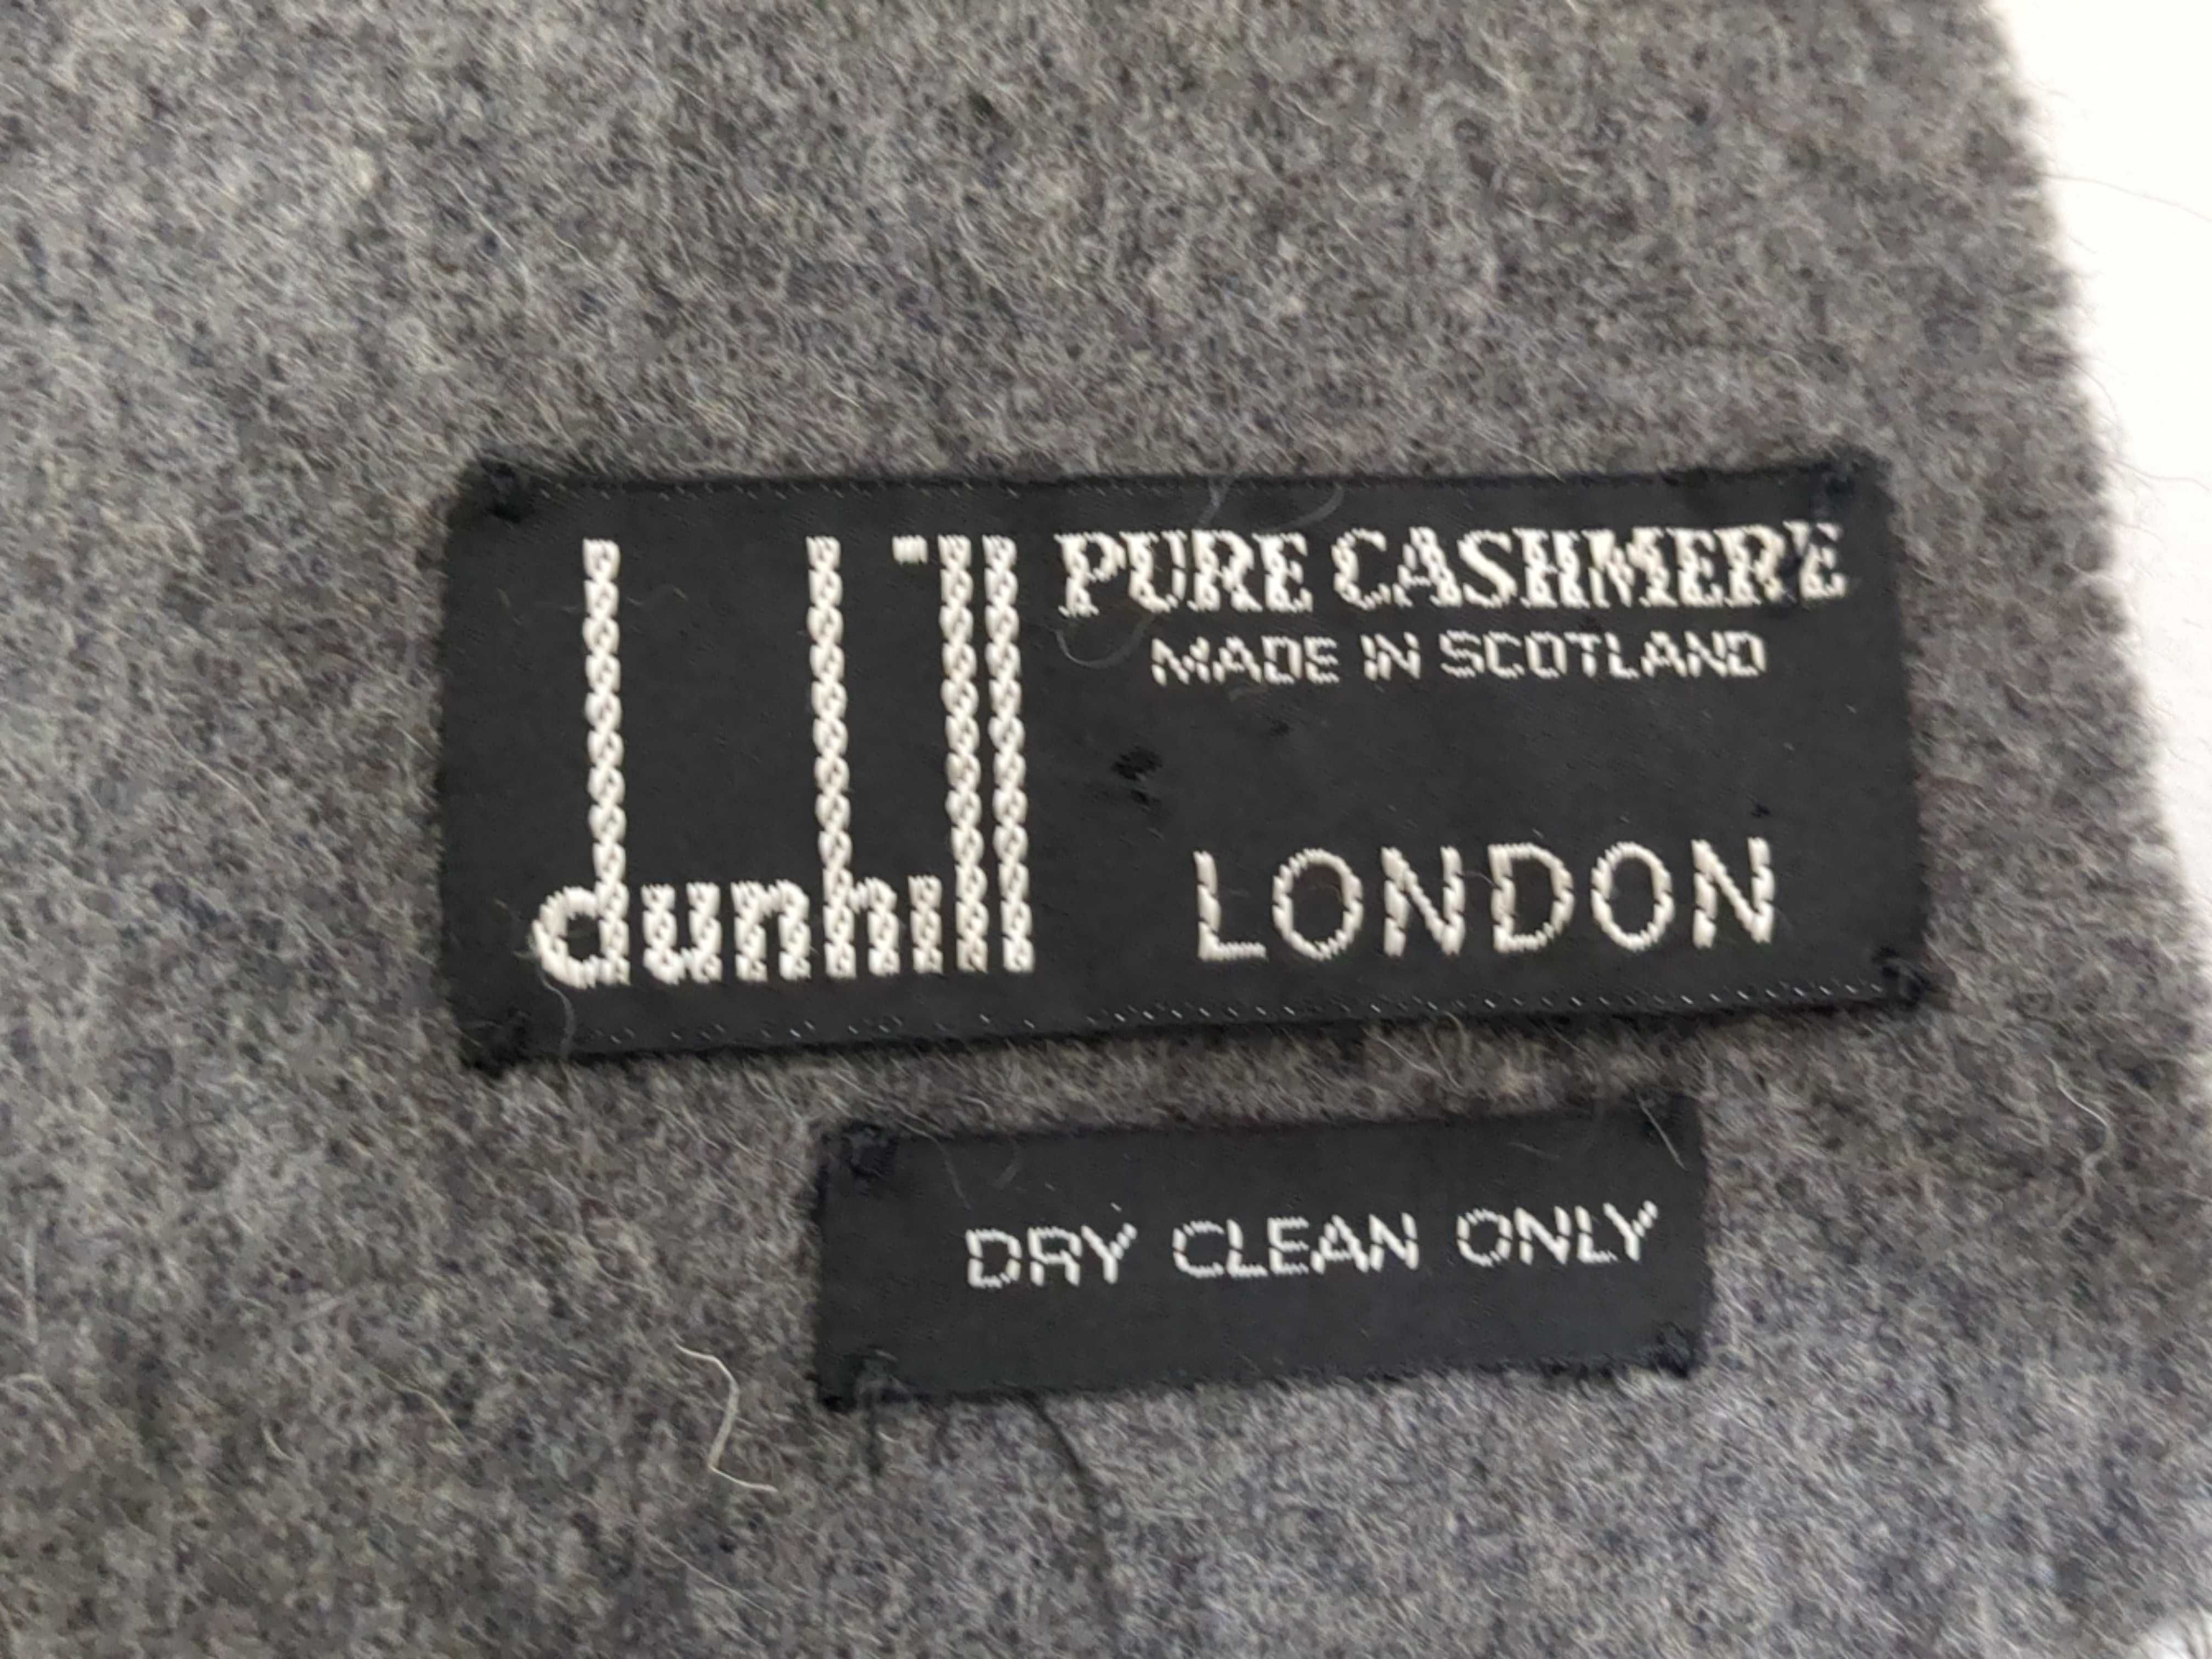 PURE CASHMERE
MADE IN SCOTLAND
dunhill
LONDON
DRY CLEAN ONLY